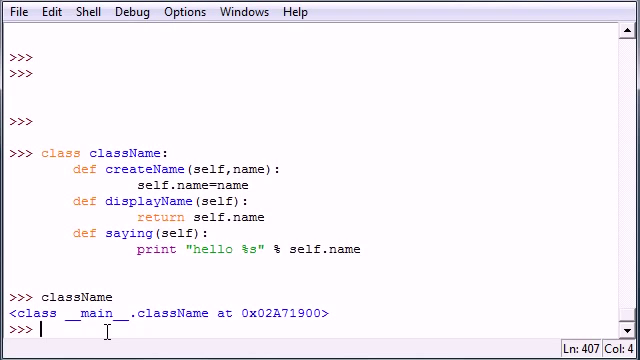 File Edit Shell Debug Options Windows Help
>>>
>>>
>>>
>>> class className:
def createName(self,name):
self.name=name
def displayName(self):
return self.name
def saying(self):
print "hello %s" % self.name
>>> className
<class __main__.className at 0x02A71900>
>>>
Ln: 407 Col: 4